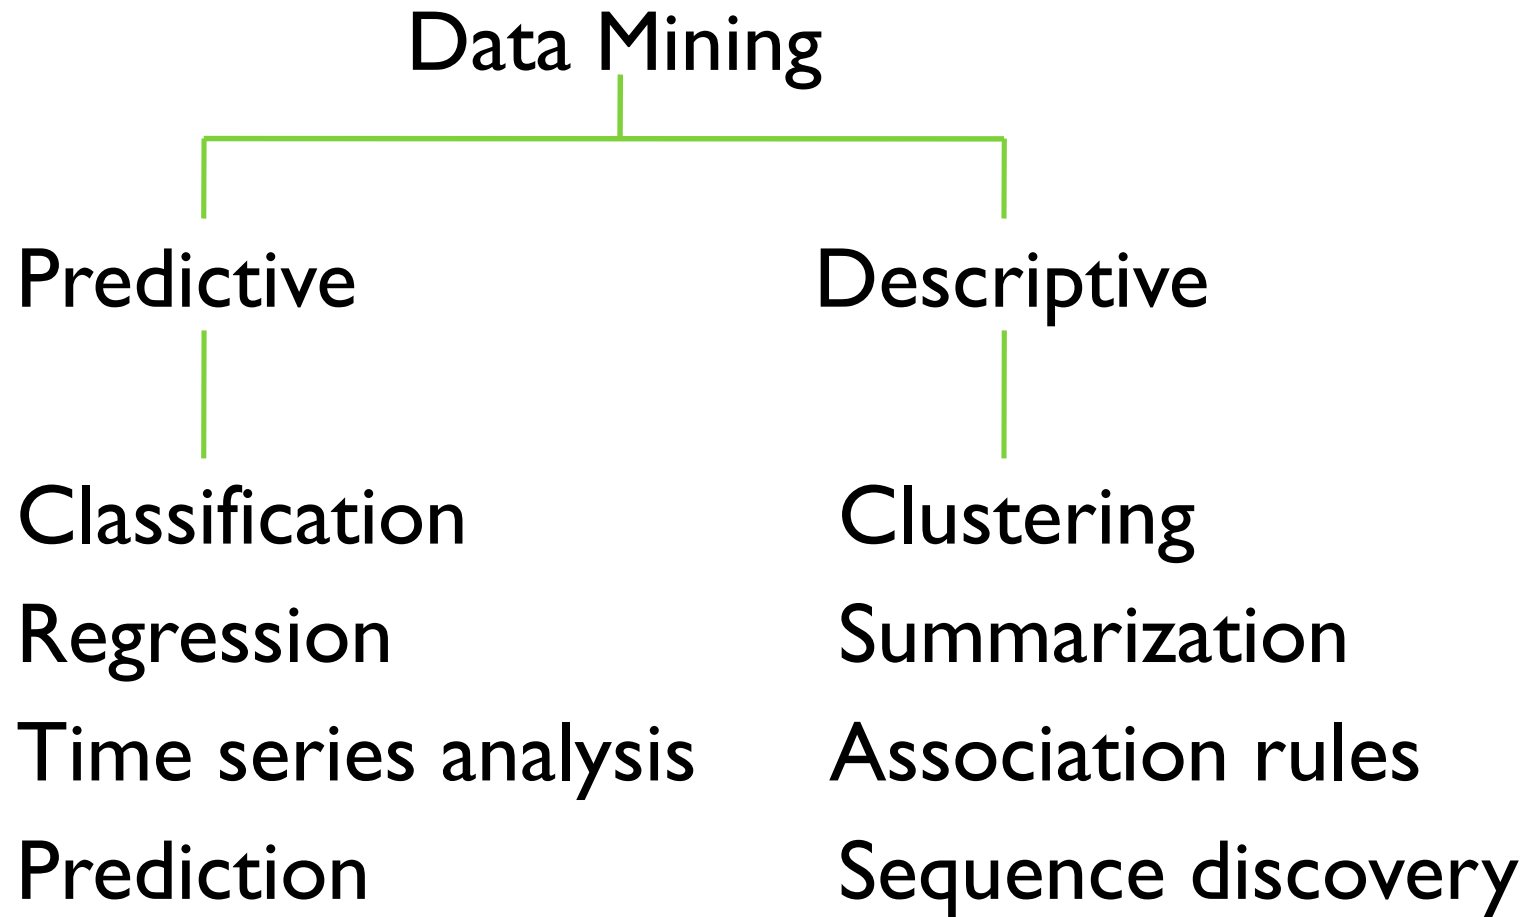 Data Mining
Predictive
Descriptive
Classification
Regression
Time series analysis
Prediction
Clustering
Summarization
Association rules
Sequence discovery